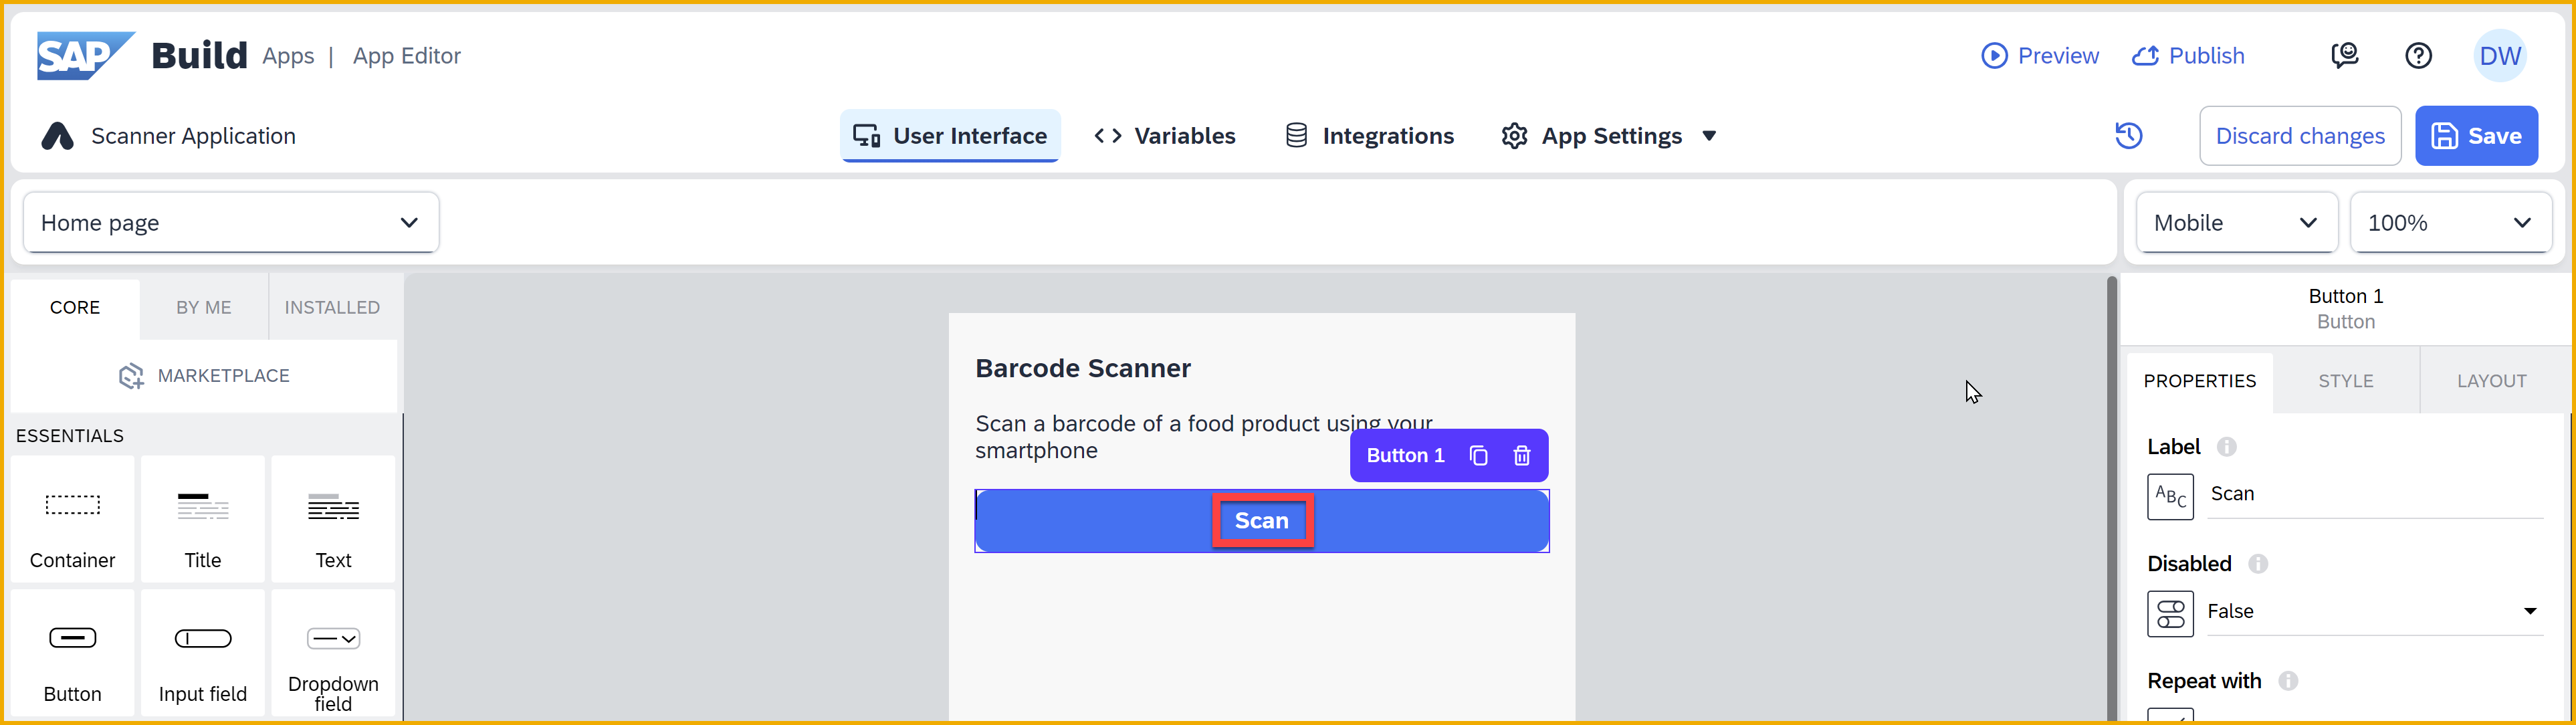 SAP Build Apps | App Editor
Preview
Publish
DW
Scanner Application
User Interface
Variables
Integrations
App Settings
Discard changes
Save
Home page
Mobile
100%
CORE
BY ME
INSTALLED
MARKETPLACE
ESSENTIALS
Container
Title
Text
Button
Input field
Dropdown
field
Barcode Scanner
Scan a barcode of a food product using your
smartphone
Button 1
Scan
Button 1
Button
PROPERTIES
STYLE
LAYOUT
Label
ABC
Scan
Disabled
False
Repeat with